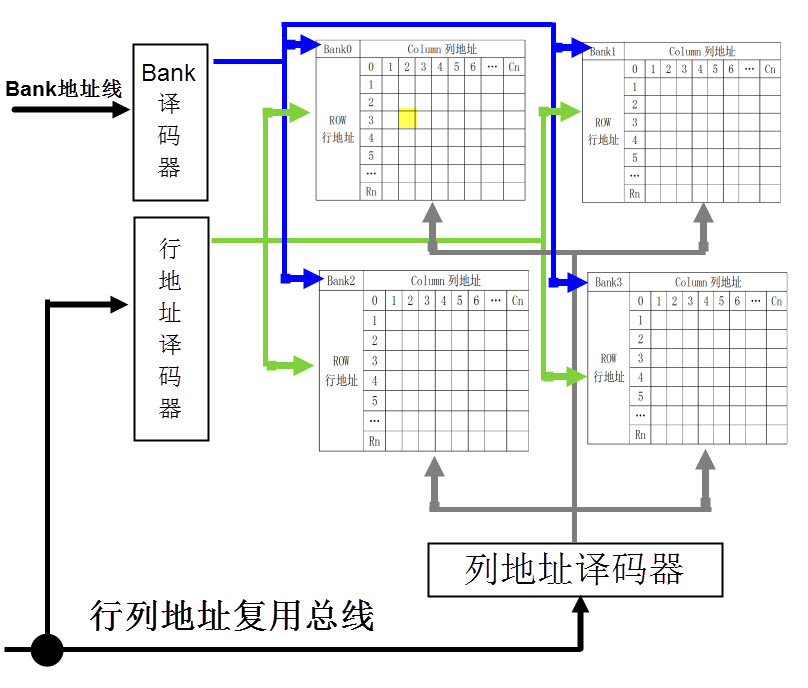 Bank地址线
Bank
译
码
器
行
地
址
译
码
器
Bank0 Column 列地址
0 1 2 3 4 5 6 … Cn
1
2
ROW 3
行地址 4
5
…
Rn
Bank1 Column 列地址
0 1 2 3 4 5 6 … Cn
1
2
ROW 3
行地址 4
5
…
Rn
Bank2 Column 列地址
0 1 2 3 4 5 6 … Cn
1
2
ROW 3
行地址 4
5
…
Rn
Bank3 Column 列地址
0 1 2 3 4 5 6 … Cn
1
2
ROW 3
行地址 4
5
…
Rn
列地址译码器
行列地址复用总线